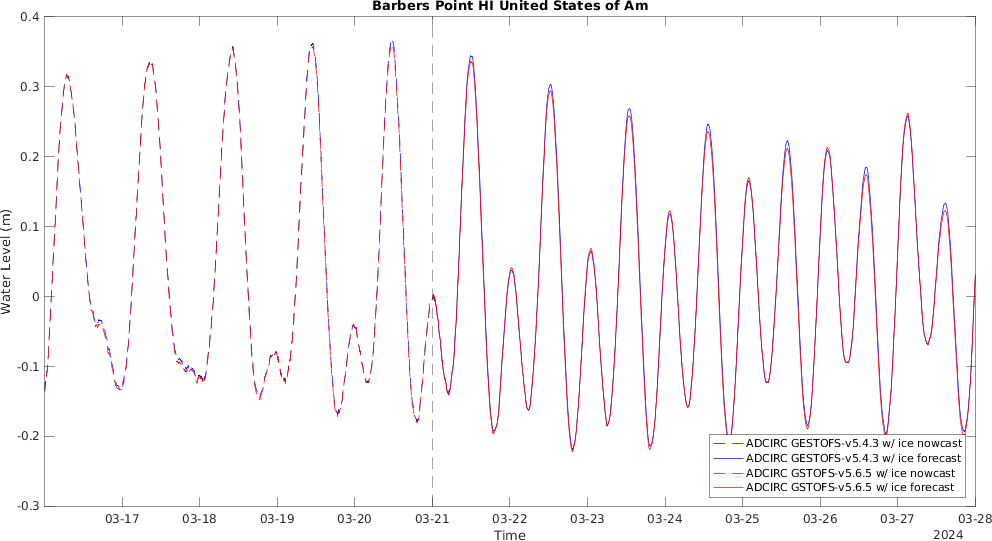 Barbers Point HI United States of Am
0.4
0.3
0.2
0.1
0
-0.1
-0.2
-0.3
Water Level (m)
ADCIRC GESTOFS-v5.4.3 w/ ice nowcast
ADCIRC GESTOFS-v5.4.3 w/ ice forecast
ADCIRC GSTOFS-v5.6.5 w/ ice nowcast
ADCIRC GSTOFS-v5.6.5 w/ ice forecast
03-17 03-18 03-19 03-20 03-21 03-22 03-23 03-24 03-25 03-26 03-27 03-28
Time
2024